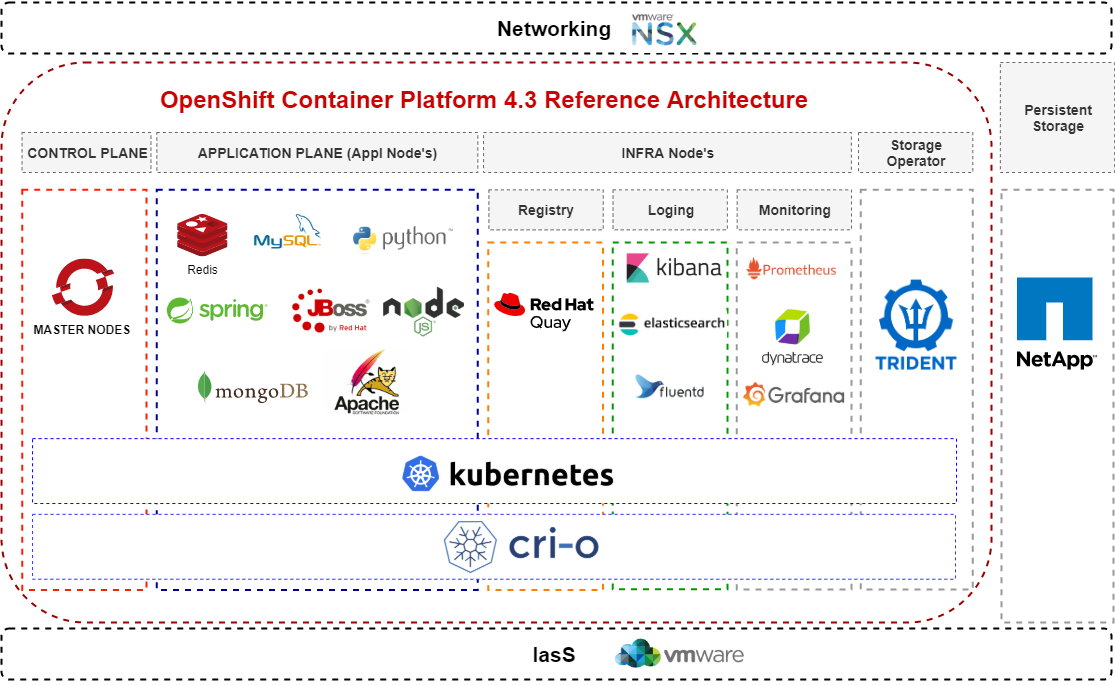 Networking
vmware
NSX
OpenShift Container Platform 4.3 Reference Architecture
Persistent
Storage
CONTROL PLANE
APPLICATION PLANE (Appl Node's)
INFRA Node's
Storage
Operator
Registry
Loging
Monitoring
Redis
MySQL
python™
kibana
Prometheus
MASTER NODES
spring
JBoss
by Red Hat
node
JS
Red Hat
Quay
elasticsearch
dynatrace
TRIDENT
NetApp™
mongoDB
Apache
SOFTWARE FOUNDATION
fluentd
Grafana
kubernetes
cri-o
IasS
vmware